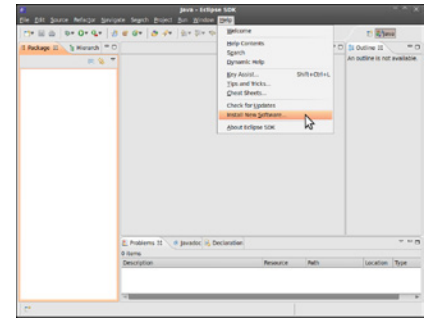 Java - Eclipse SDK
File Edit Source Refactor Navigate Search Project Run Window Help
Java
Package
Hierarch
Welcome
Help Contents
Search
Dynamic Help
Key Assist... Shift+Ctrl+L
Tips and Tricks...
Cheat Sheets...
Check for Updates
Install New Software...
About Eclipse SDK
Outline
An outline is not available.
Problems
Javadoc
Declaration
0 items
Description Resource Path Location Type